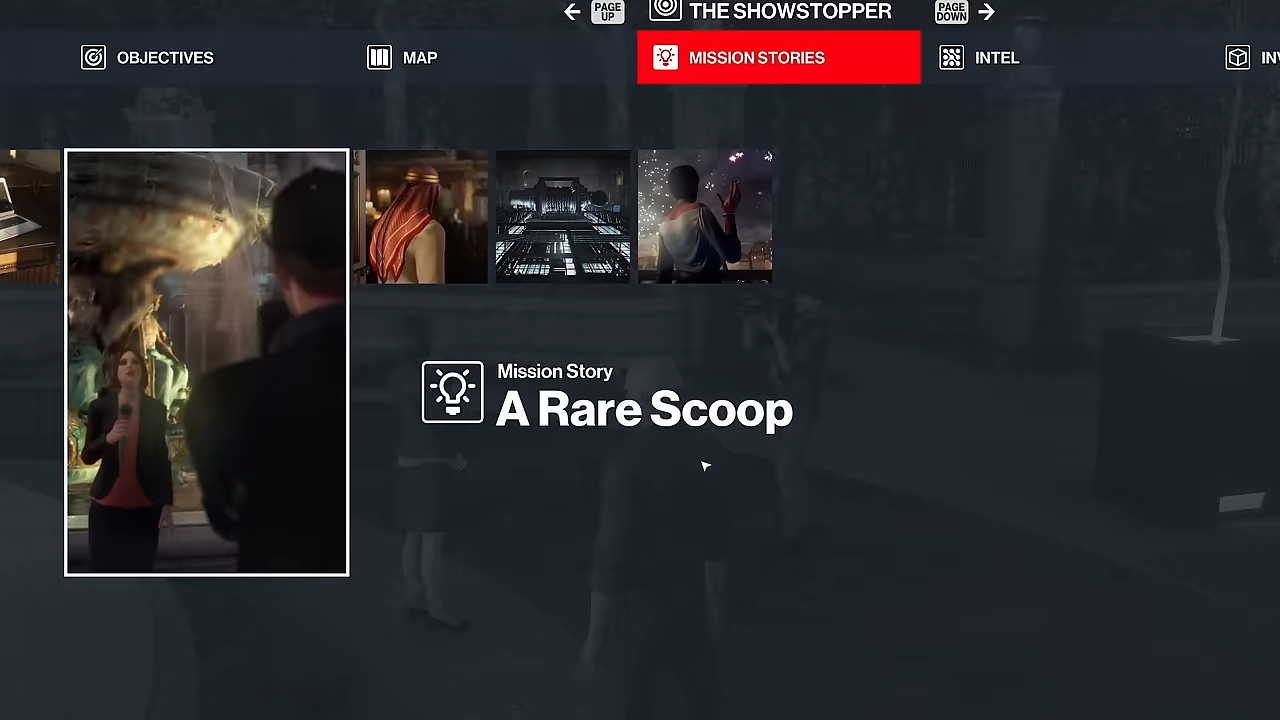 PAGE UP
THE SHOWSTOPPER
PAGE DOWN
OBJECTIVES
MAP
MISSION STORIES
INTEL
Mission Story
A Rare Scoop